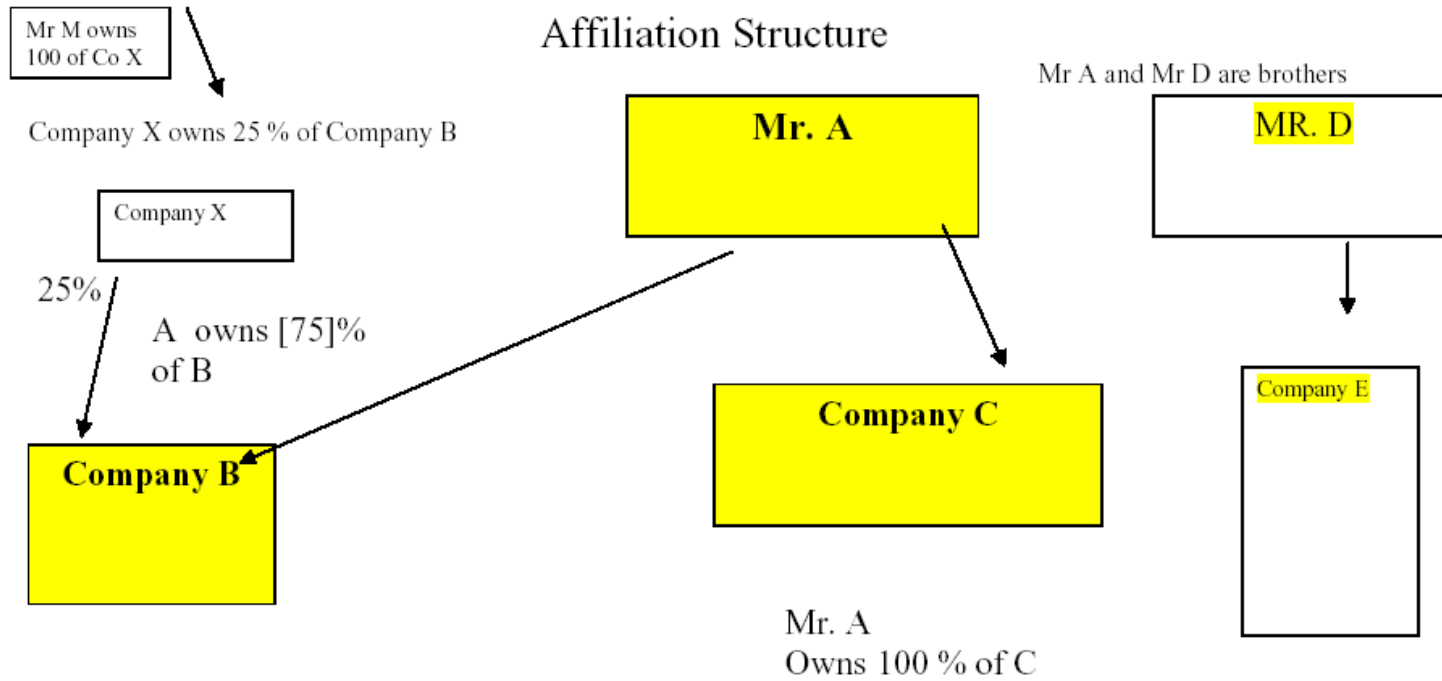 Affiliation Structure
Mr M owns
100 of Co X
Mr A and Mr D are brothers
Company X owns 25 % of Company B
Mr. A
MR. D
Company X
25%
A owns [75]%
of B
Company B
Company C
Company E
Mr. A
Owns 100 % of C